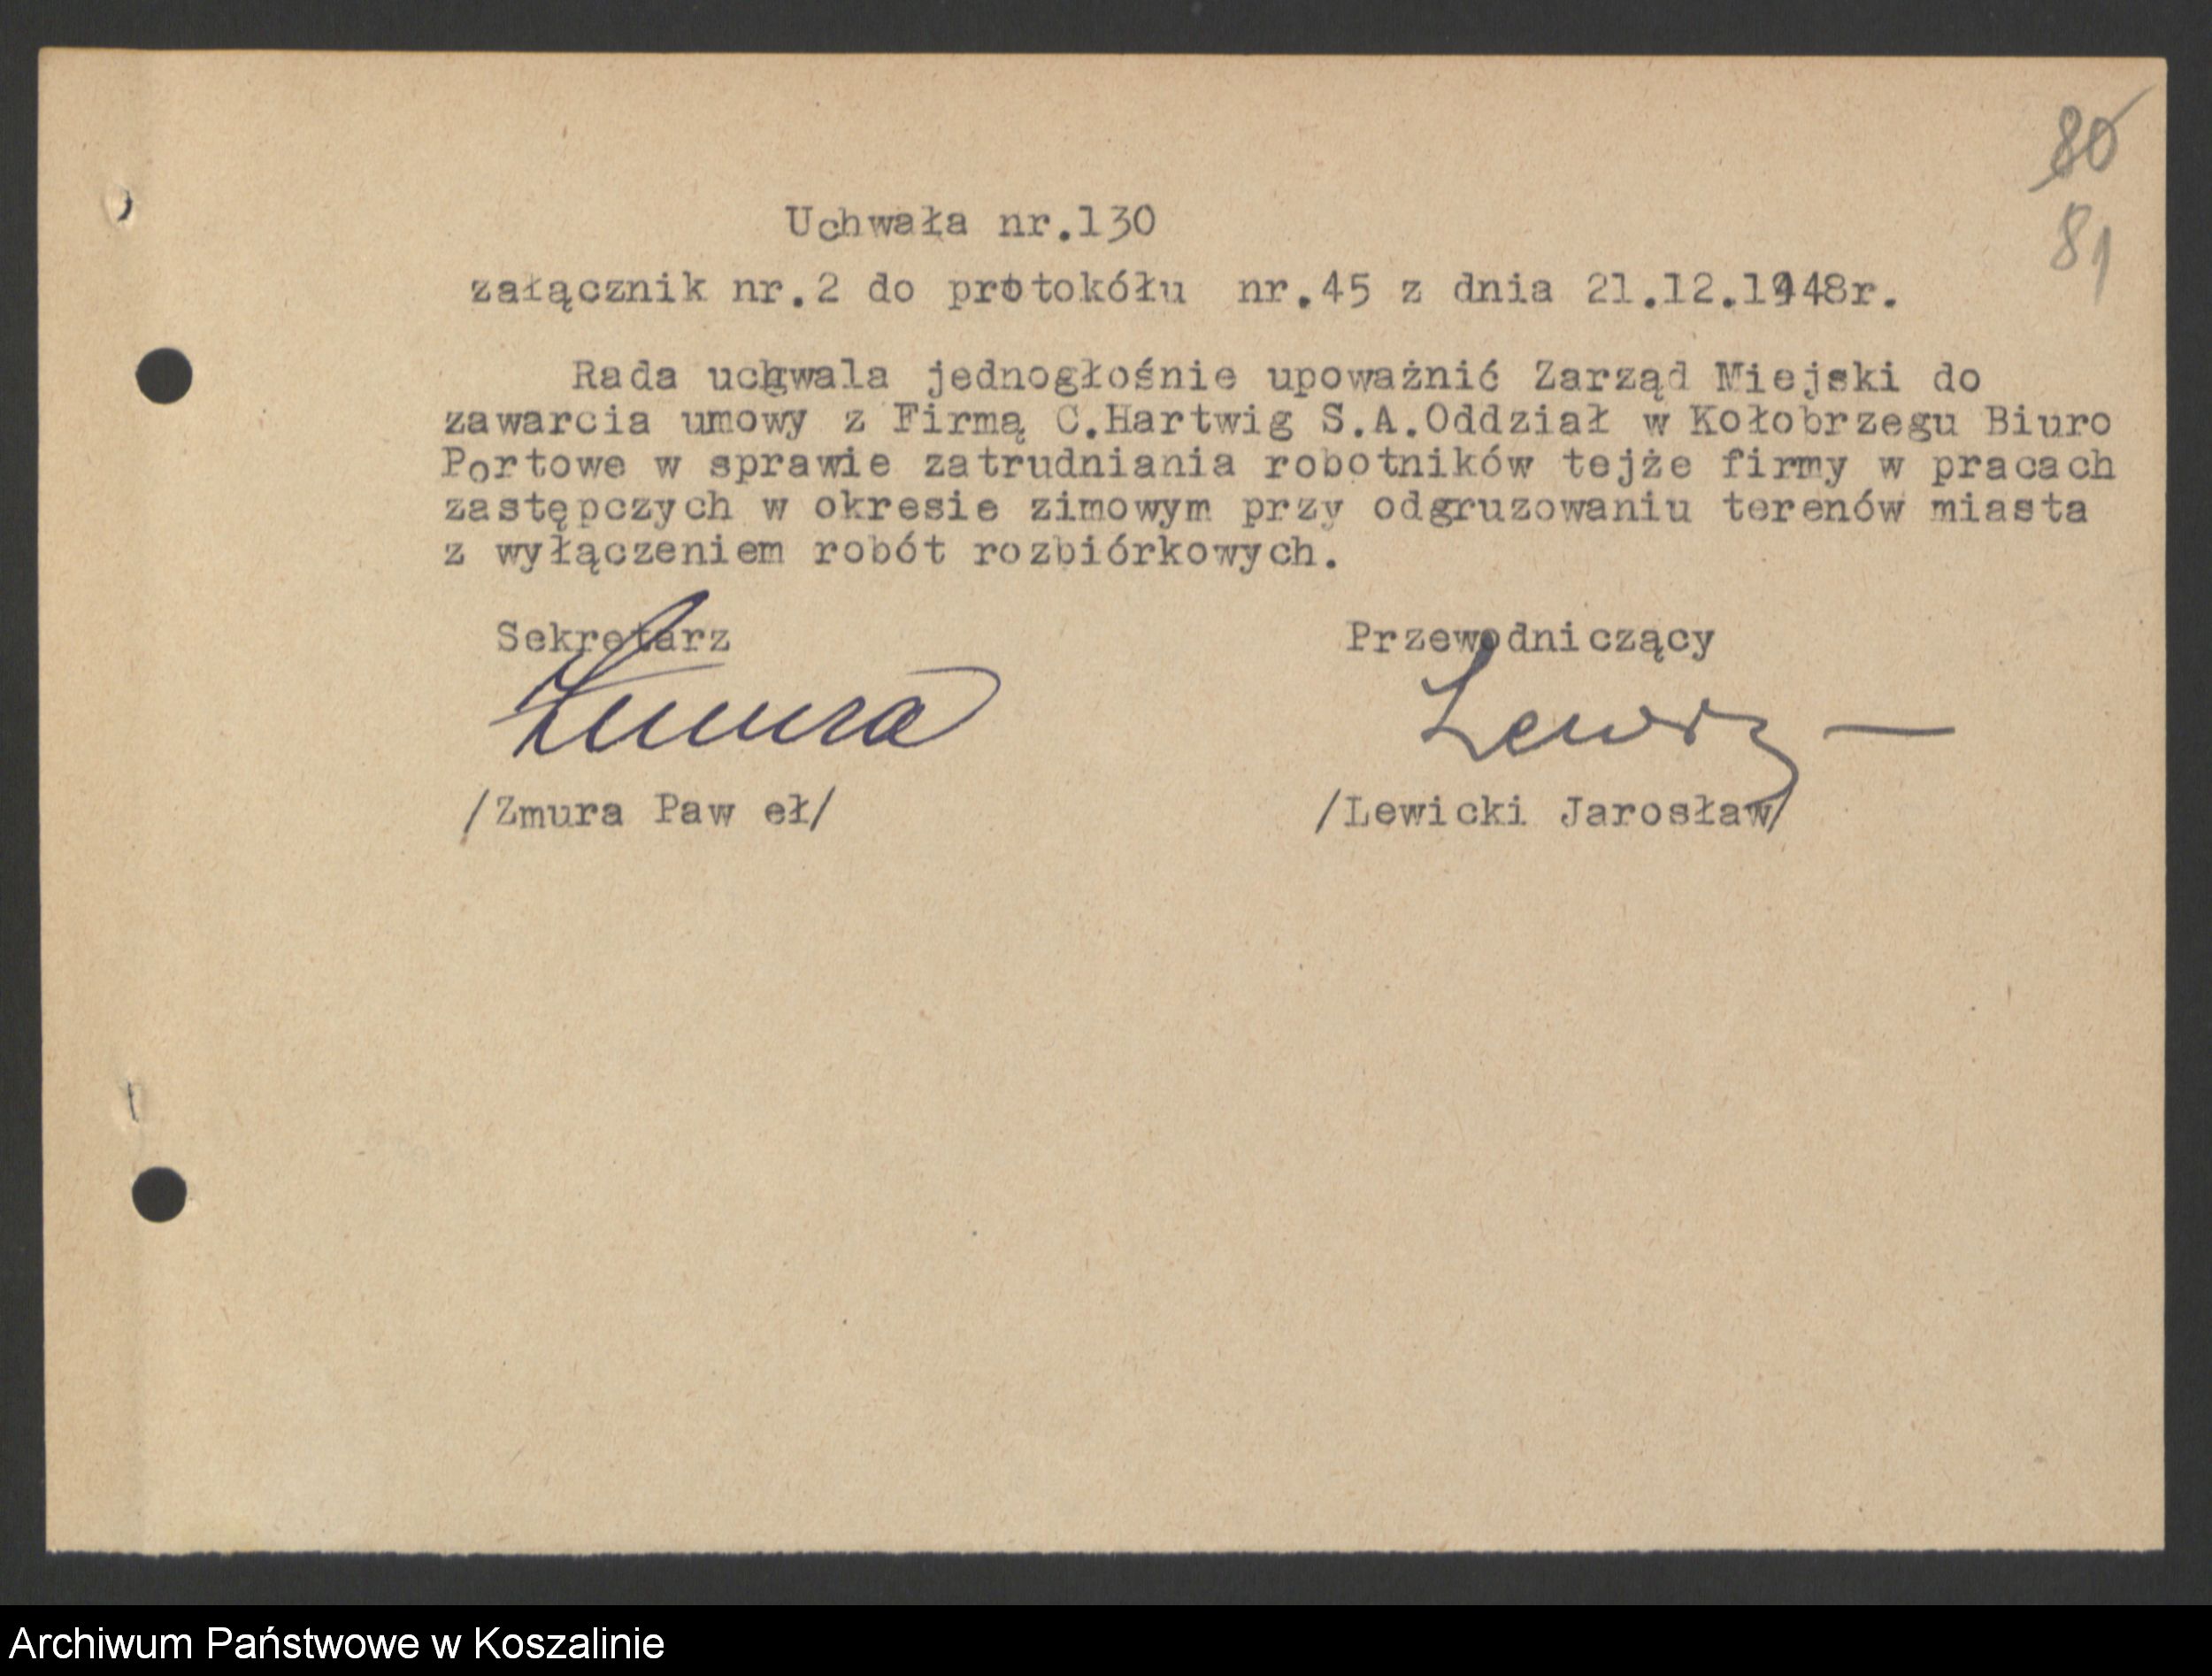 80
81
Uchwała nr.130
załącznik nr.2 do protokółu nr.45 z dnia 21.12.1948r.
Rada uchwala jednogłośnie upoważnić Zarząd Miejski do
zawarcia umowy z Firmą C.Hartwig S.A.Oddział w Kołobrzegu Biuro
Portowe w sprawie zatrudniania robotników tejże firmy w pracach
zastępczych w okresie zimowym przy odgruzowaniu terenów miasta
z wyłączeniem robót rozbiórkowych.
Sekretarz Przewodniczący
Zmura Lewic
/Zmura Paw eł/ /Lewicki Jarosław/
Archiwum Państwowe w Koszalinie